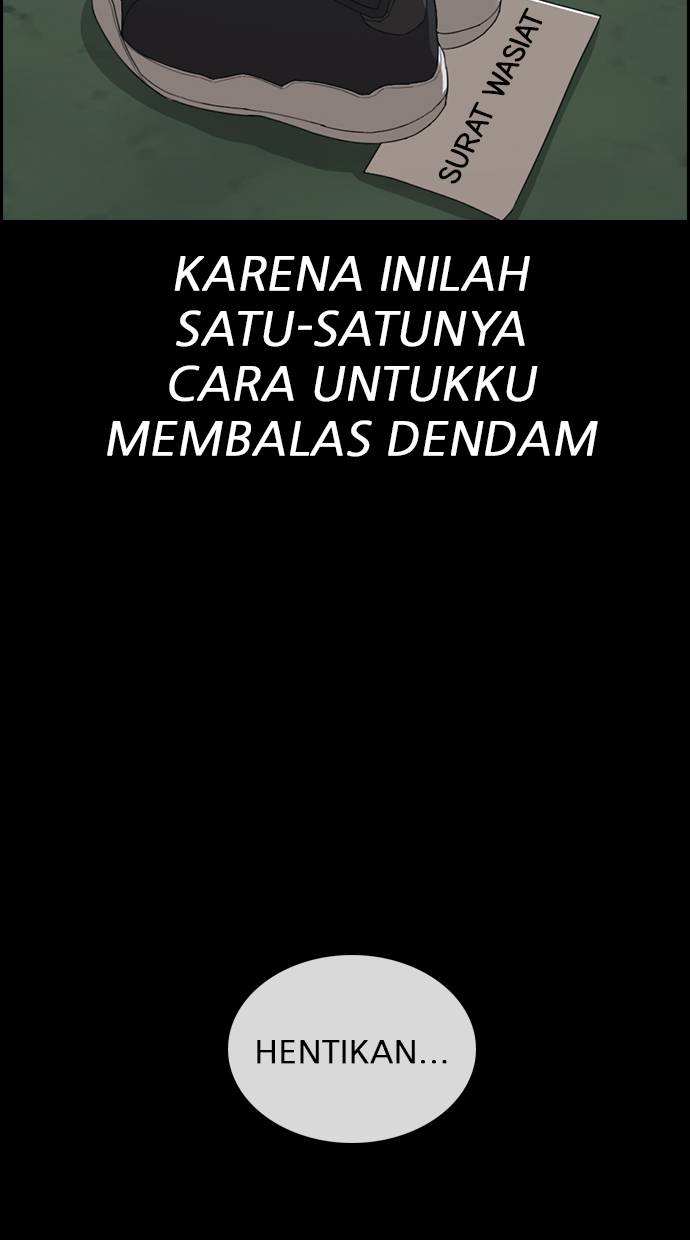 SURAT WASIAT
KARENA INILAH
SATU-SATUNYA
CARA UNTUKKU
MEMBALAS DENDAM
HENTIKAN...